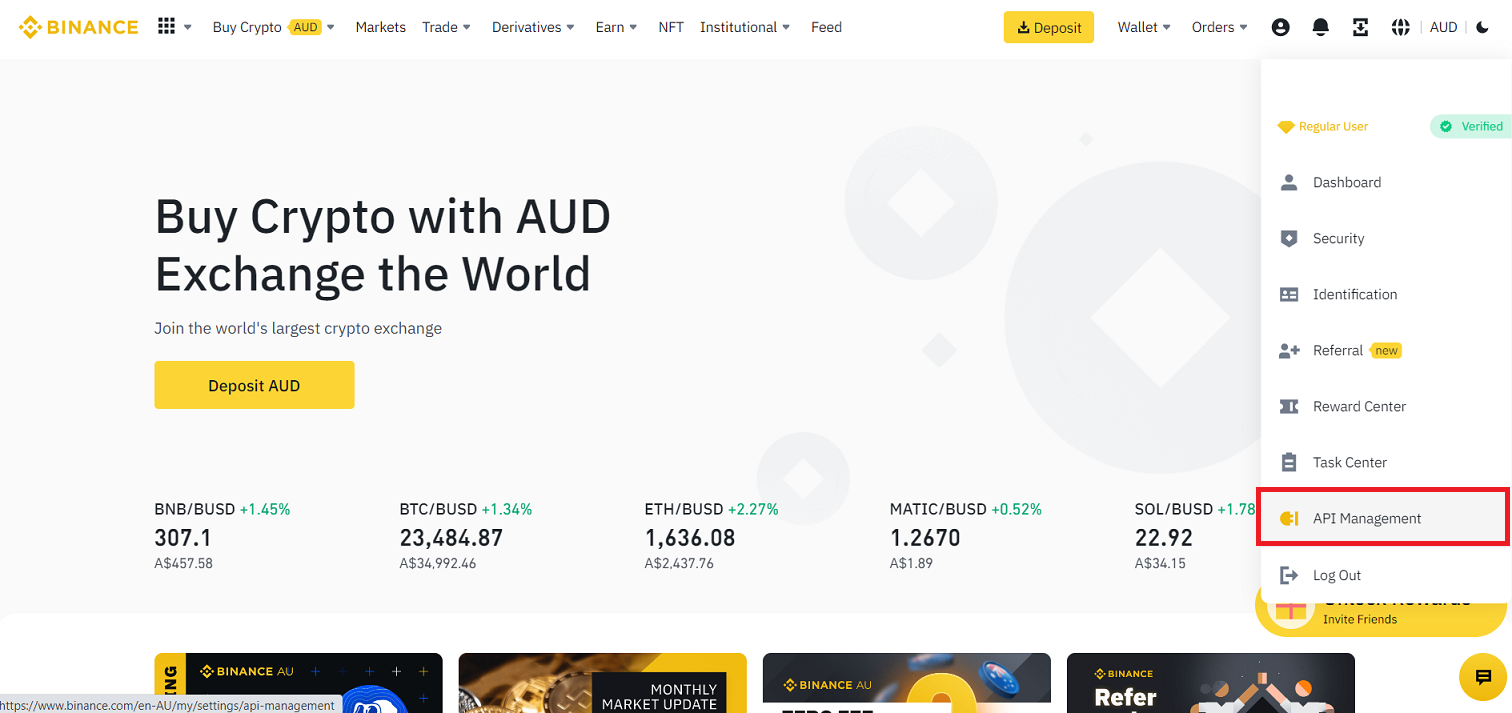 BINANCE
Buy Crypto AUD
Markets
Trade
Derivatives
Earn
NFT
Institutional
Feed
Deposit
Wallet
Orders
AUD
Regular User
Verified
Dashboard
Security
Identification
Referral new
Reward Center
Task Center
API Management
Log Out
Invite Friends
Buy Crypto with AUD
Exchange the World
Join the world's largest crypto exchange
Deposit AUD
BNB/BUSD +1.45%
307.1
A$457.58
BTC/BUSD +1.34%
23,484.87
A$34,992.46
ETH/BUSD +2.27%
1,636.08
A$2,437.76
MATIC/BUSD +0.52%
1.2670
A$1.89
SOL/BUSD +1.78
22.92
A$34.15
BINANCE AU
MONTHLY
MARKET UPDATE
BINANCE AU
BINANCE
Refer
https://www.binance.com/en-AU/my/settings/api-management